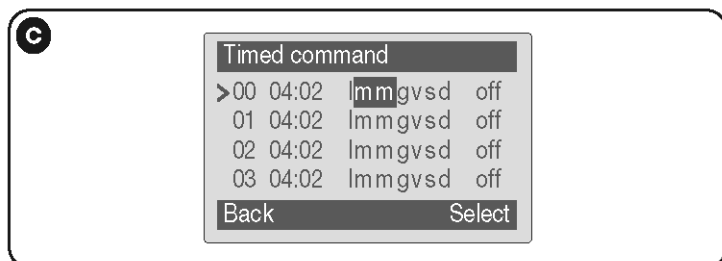 C
Timed command
>00 04:02 lmmgvsd off
01 04:02 lmmgvsd off
02 04:02 lmmgvsd off
03 04:02 lmmgvsd off
Back Select